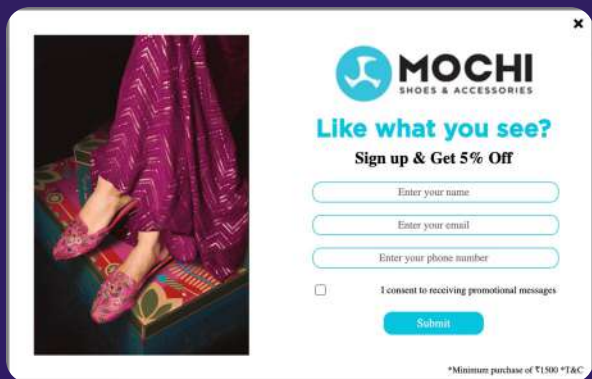 MOCHI
SHOES & ACCESSORIES
Like what you see?
Sign up & Get 5% Off
Enter your name
Enter your email
Enter your phone number
I consent to receiving promotional messages
Submit
*Minimum purchase of ₹1500 *T&C